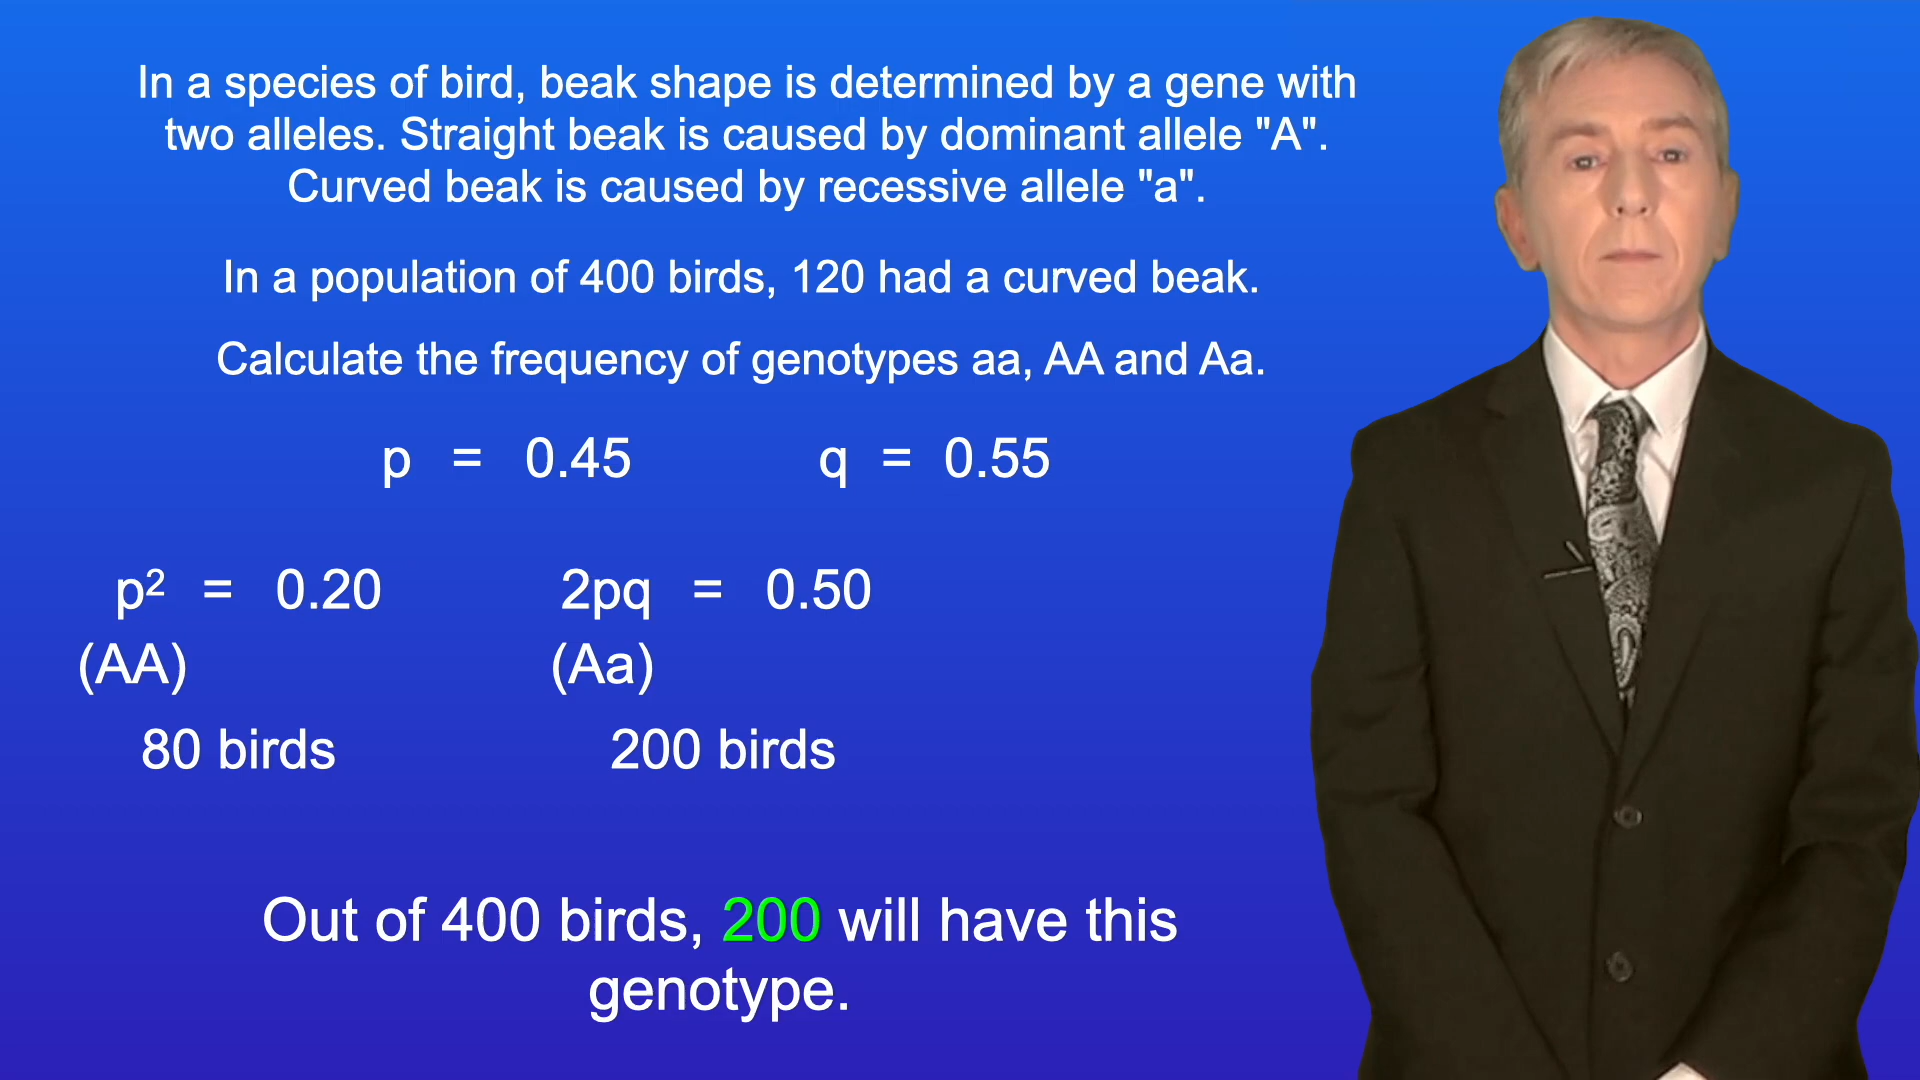 In a species of bird, beak shape is determined by a gene with
two alleles. Straight beak is caused by dominant allele "A".
Curved beak is caused by recessive allele "a".
In a population of 400 birds, 120 had a curved beak.
Calculate the frequency of genotypes aa, AA and Aa.
p = 0.45 q = 0.55
p² = 0.20 2pq = 0.50
(AA) (Aa)
80 birds 200 birds
Out of 400 birds, 200 will have this
genotype.